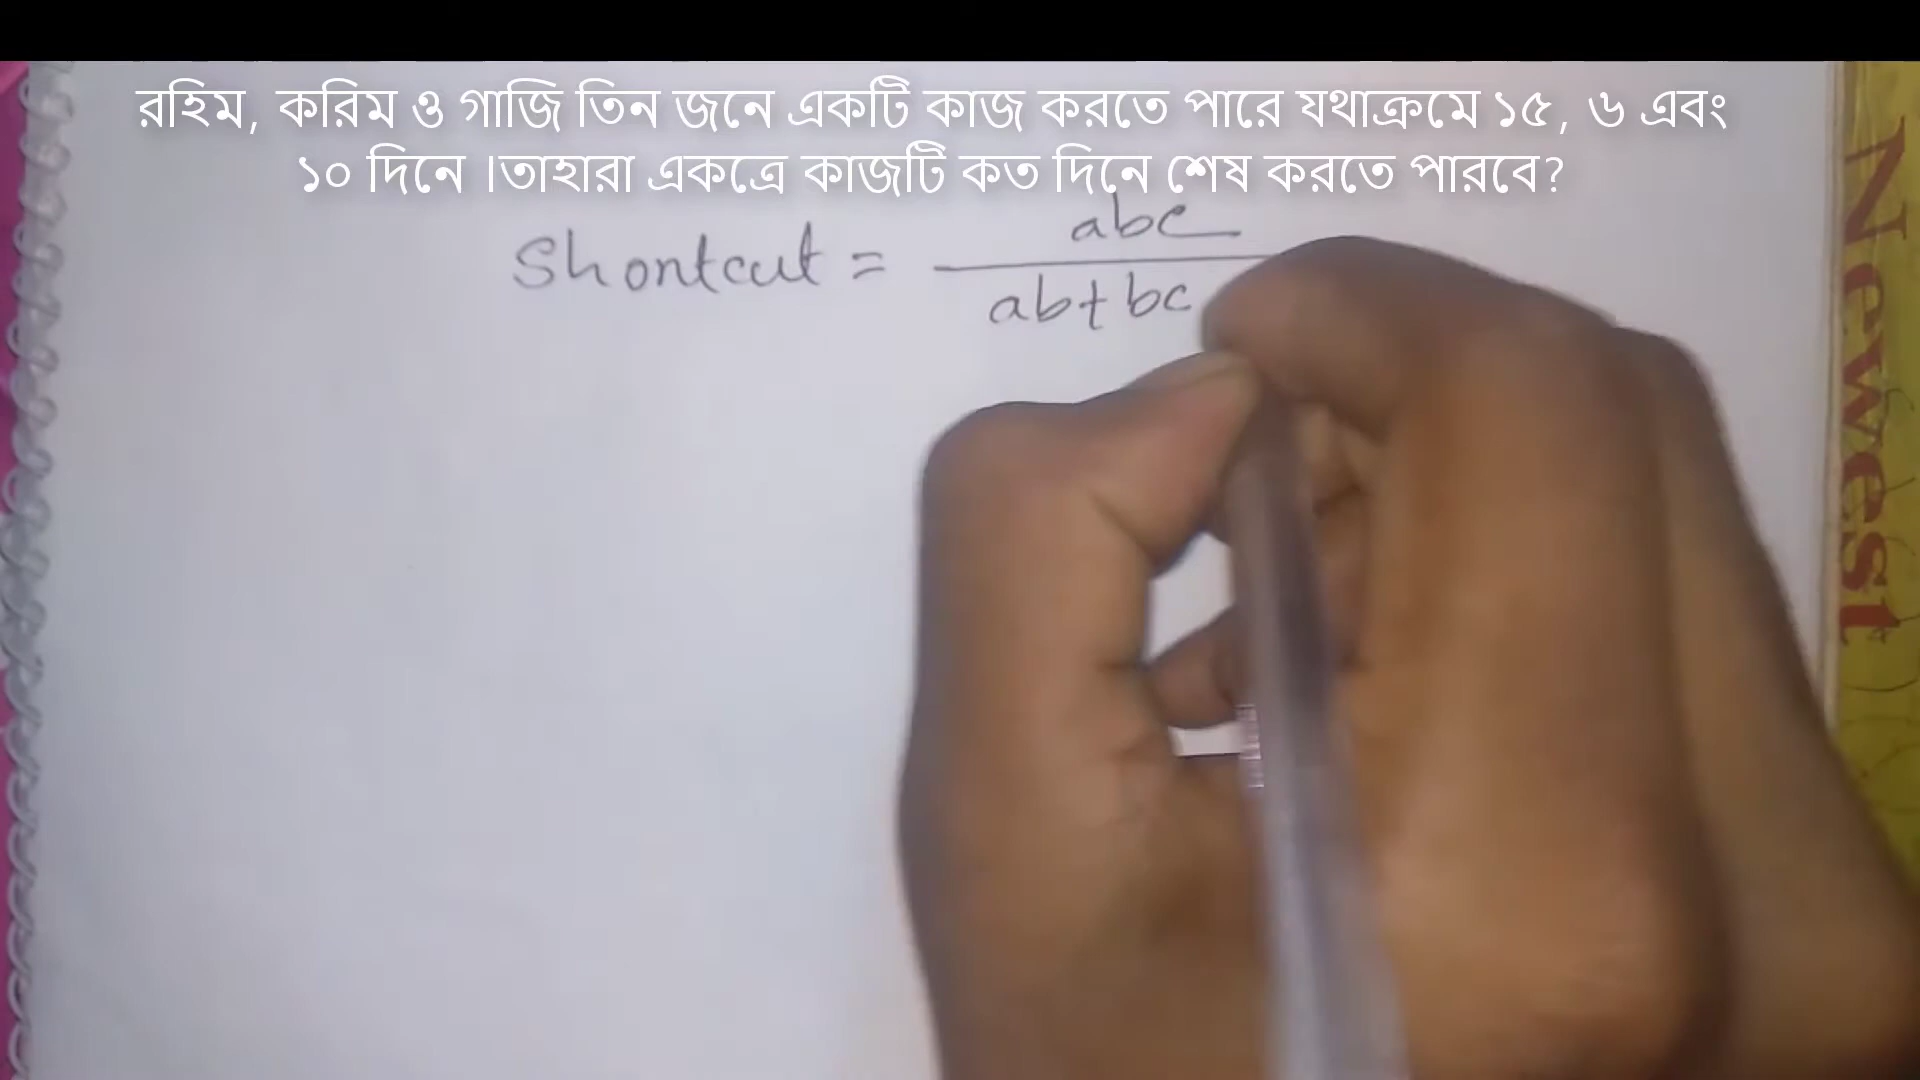 রহিম, করিম ও গাজি তিন জনে একটি কাজ করতে পারে যথাক্রমে ১৫, ৬ এবং
১০ দিনে ।তাহারা একত্রে কাজটি কত দিনে শেষ করতে পারবে?
Shontcut = abc
ab+bc
Newest